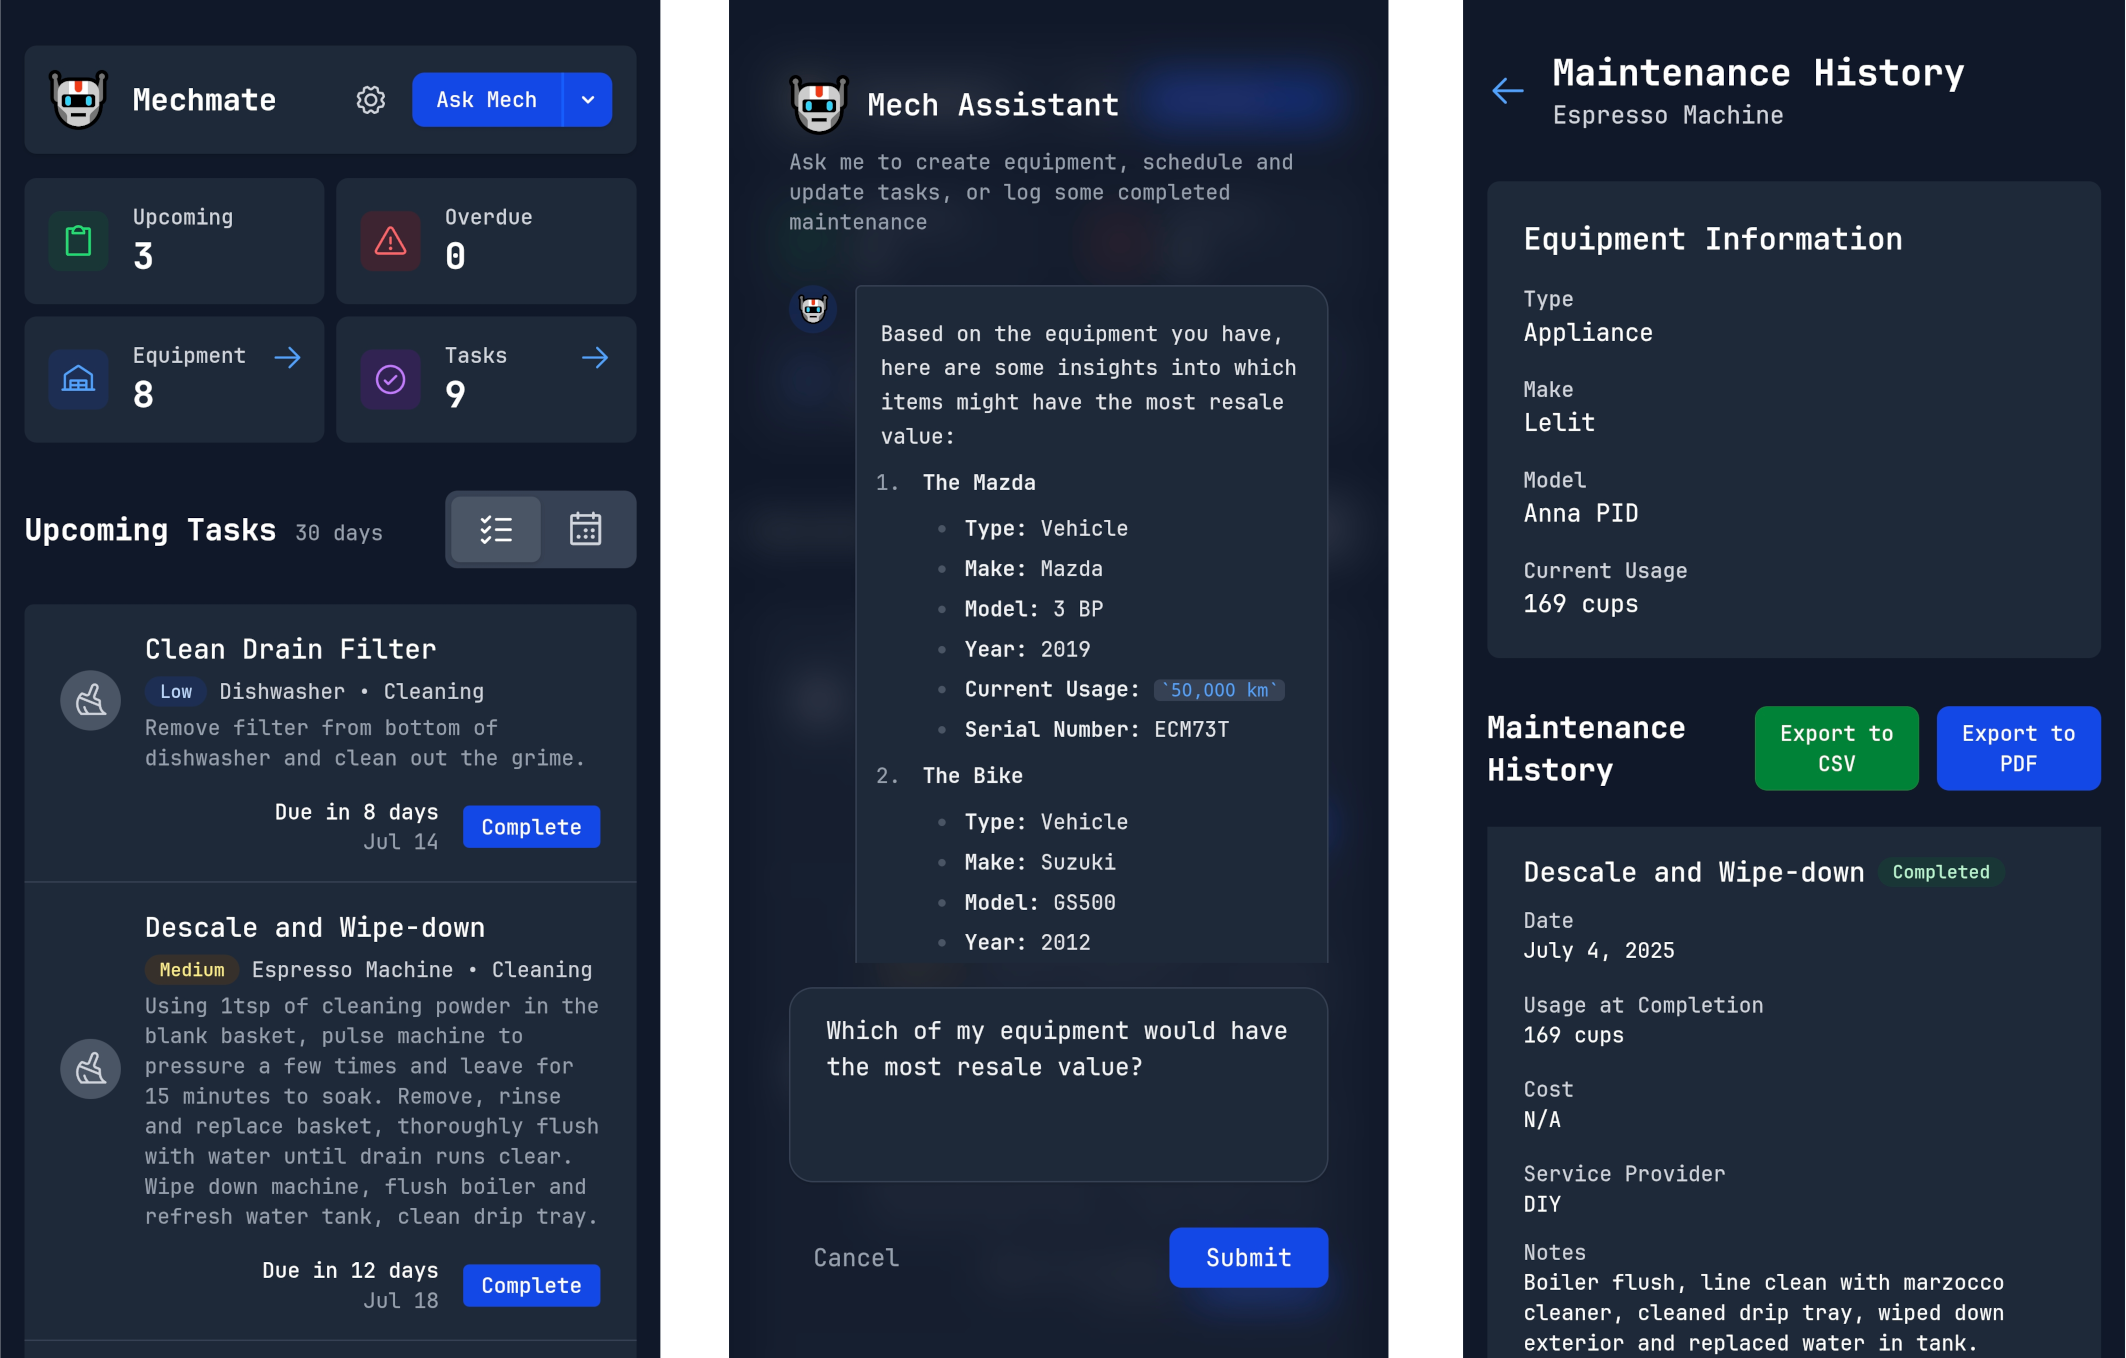 Mechmate
Ask Mech
Upcoming
3
Overdue
0
Equipment
8
Tasks
9
Upcoming Tasks 30 days
Clean Drain Filter
Low Dishwasher • Cleaning
Remove filter from bottom of
dishwasher and clean out the grime.
Due in 8 days
Jul 14
Complete
Descale and Wipe-down
Medium Espresso Machine • Cleaning
Using 1tsp of cleaning powder in the
blank basket, pulse machine to
pressure a few times and leave for
15 minutes to soak. Remove, rinse
and replace basket, thoroughly flush
with water until drain runs clear.
Wipe down machine, flush boiler and
refresh water tank, clean drip tray.
Due in 12 days
Jul 18
Complete
Mech Assistant
Ask me to create equipment, schedule and
update tasks, or log some completed
maintenance
Based on the equipment you have,
here are some insights into which
items might have the most resale
value:
1. The Mazda
• Type: Vehicle
• Make: Mazda
• Model: 3 BP
• Year: 2019
• Current Usage: `50,000 km`
• Serial Number: ECM73T
2. The Bike
• Type: Vehicle
• Make: Suzuki
• Model: GS500
• Year: 2012
Which of my equipment would have
the most resale value?
Cancel
Submit
Maintenance History
Espresso Machine
Equipment Information
Type
Appliance
Make
Lelit
Model
Anna PID
Current Usage
169 cups
Maintenance
History
Export to
CSV
Export to
PDF
Descale and Wipe-down Completed
Date
July 4, 2025
Usage at Completion
169 cups
Cost
N/A
Service Provider
DIY
Notes
Boiler flush, line clean with marzocco
cleaner, cleaned drip tray, wiped down
exterior and replaced water in tank.